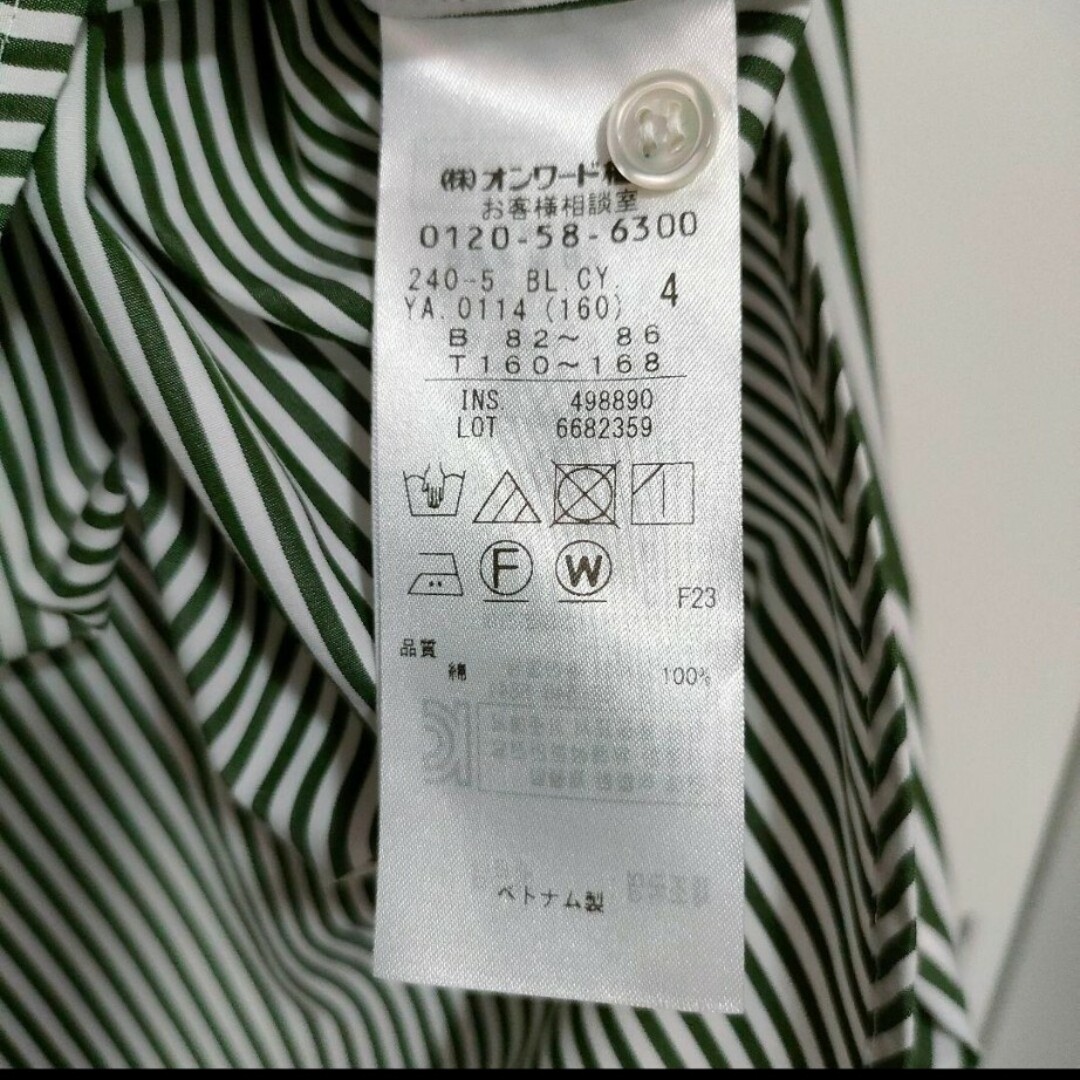 (株)オンワード
お客様相談室
0120-58-6300
240-5 BL.CY. 4
YA.0114 (160)
B 82～86
T160～168
INS 498890
LOT 6682359
F W
F23
品質
綿 100%
ベトナム製